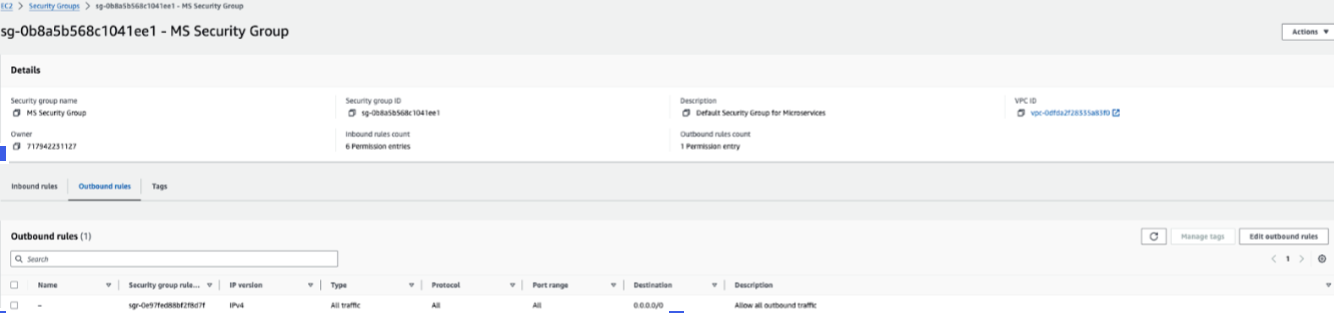 EC2 > Security Groups > sg-0b8a5b568c1041ee1 - MS Security Group
sg-0b8a5b568c1041ee1 - MS Security Group
Actions
Details
Security group name
MS Security Group
Security group ID
sg-0b8a5b568c1041ee1
Description
Default Security Group for Microservices
VPC ID
Owner
717942231127
Inbound rules count
6 Permission entries
Outbound rules count
1 Permission entry
Inbound rules
Outbound rules
Tags
Outbound rules (1)
Manage tags
Edit outbound rules
Search
1
Name
Security group rule...
IP version
Type
Protocol
Port range
Destination
Description
-
sgr-0e97fed88bf2f8d7f
IPv4
All traffic
All
All
0.0.0.0/0
Allow all outbound traffic